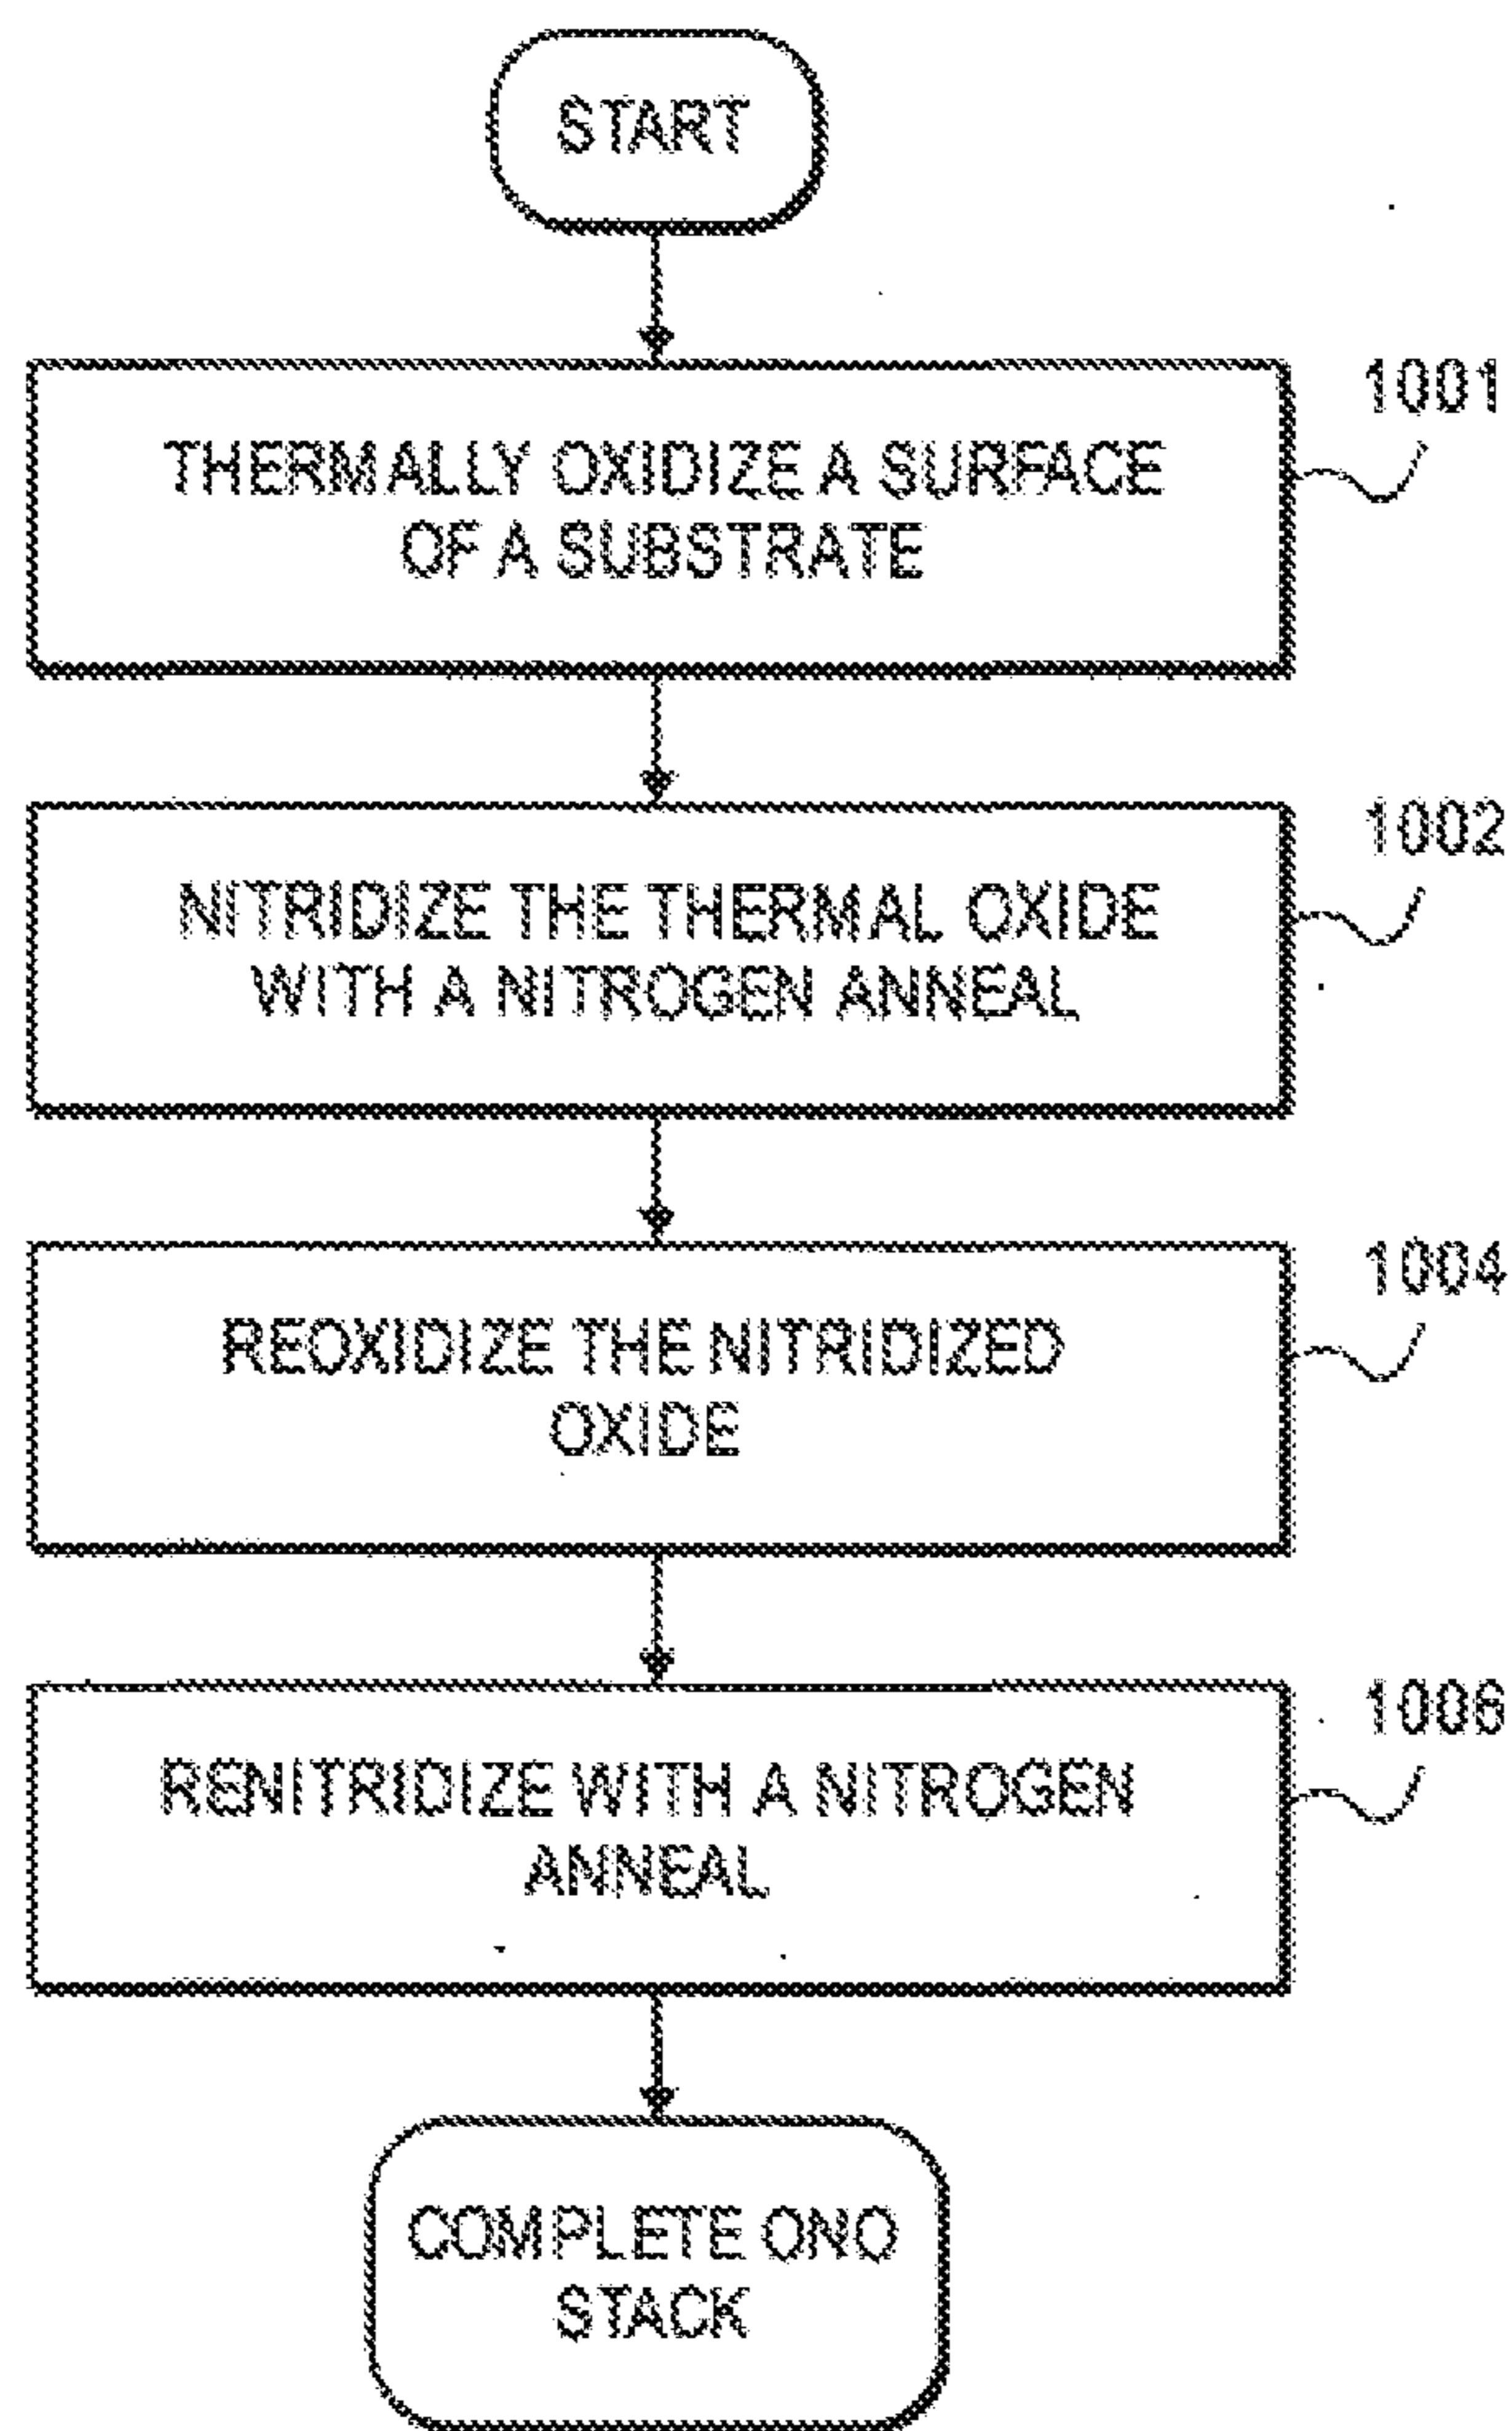 START
1001
THERMALLY OXIDIZE A SURFACE
OF A SUBSTRATE
1002
NITRIDIZE THE THERMAL OXIDE
WITH A NITROGEN ANNEAL
1004
REOXIDIZE THE NITRIDIZED
OXIDE
1006
RENITRIDIZE WITH A NITROGEN
ANNEAL
COMPLETE ONO
STACK